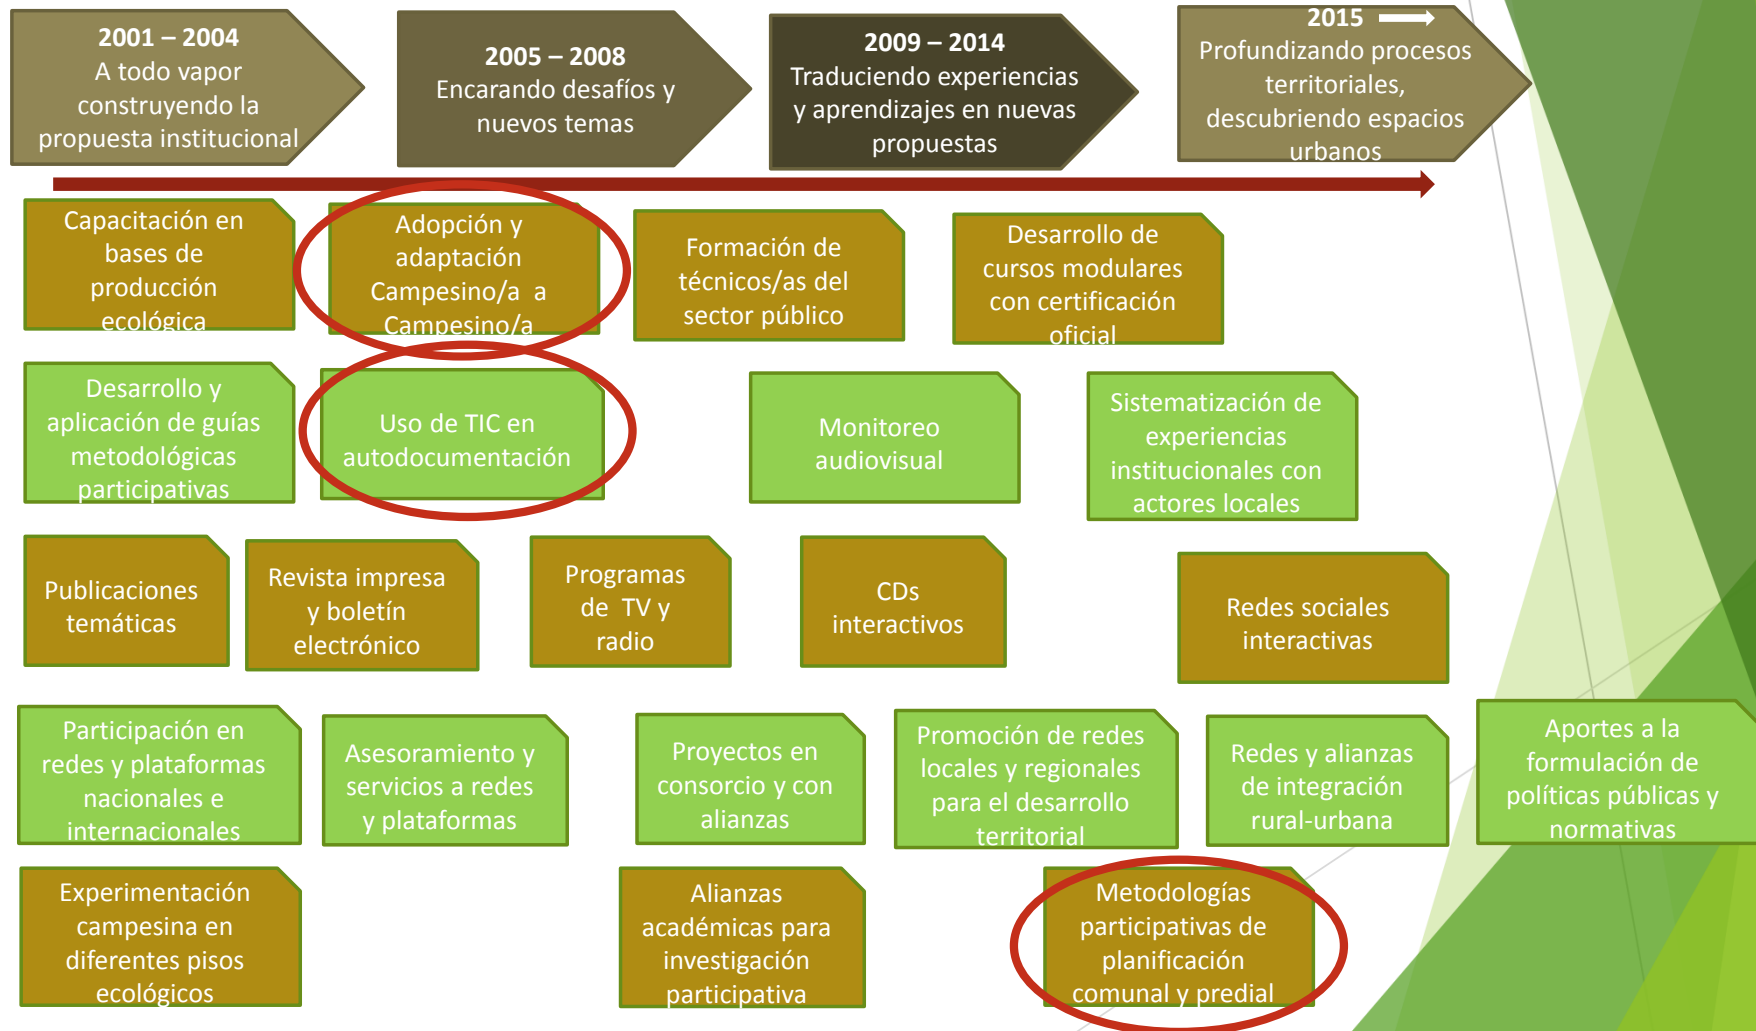 2001 – 2004
A todo vapor
construyendo la
propuesta institucional
2005 – 2008
Encarando desafíos y
nuevos temas
2009 – 2014
Traduciendo experiencias
y aprendizajes en nuevas
propuestas
2015
Profundizando procesos
territoriales,
descubriendo espacios
urbanos
Capacitación en
bases de
producción
ecológica
Adopción y
adaptación
Campesino/a a
Campesino/a
Formación de
técnicos/as del
sector público
Desarrollo de
cursos modulares
con certificación
oficial
Desarrollo y
aplicación de guías
metodológicas
participativas
Uso de TIC en
autodocumentación
Monitoreo
audiovisual
Sistematización de
experiencias
institucionales con
actores locales
Publicaciones
temáticas
Revista impresa
y boletín
electrónico
Programas
de TV y
radio
CDs
interactivos
Redes sociales
interactivas
Participación en
redes y plataformas
nacionales e
internacionales
Asesoramiento y
servicios a redes
y plataformas
Proyectos en
consorcio y con
alianzas
Promoción de redes
locales y regionales
para el desarrollo
territorial
Redes y alianzas
de integración
rural-urbana
Aportes a la
formulación de
políticas públicas y
normativas
Experimentación
campesina en
diferentes pisos
ecológicos
Alianzas
académicas para
investigación
participativa
Metodologías
participativas de
planificación
comunal y predial